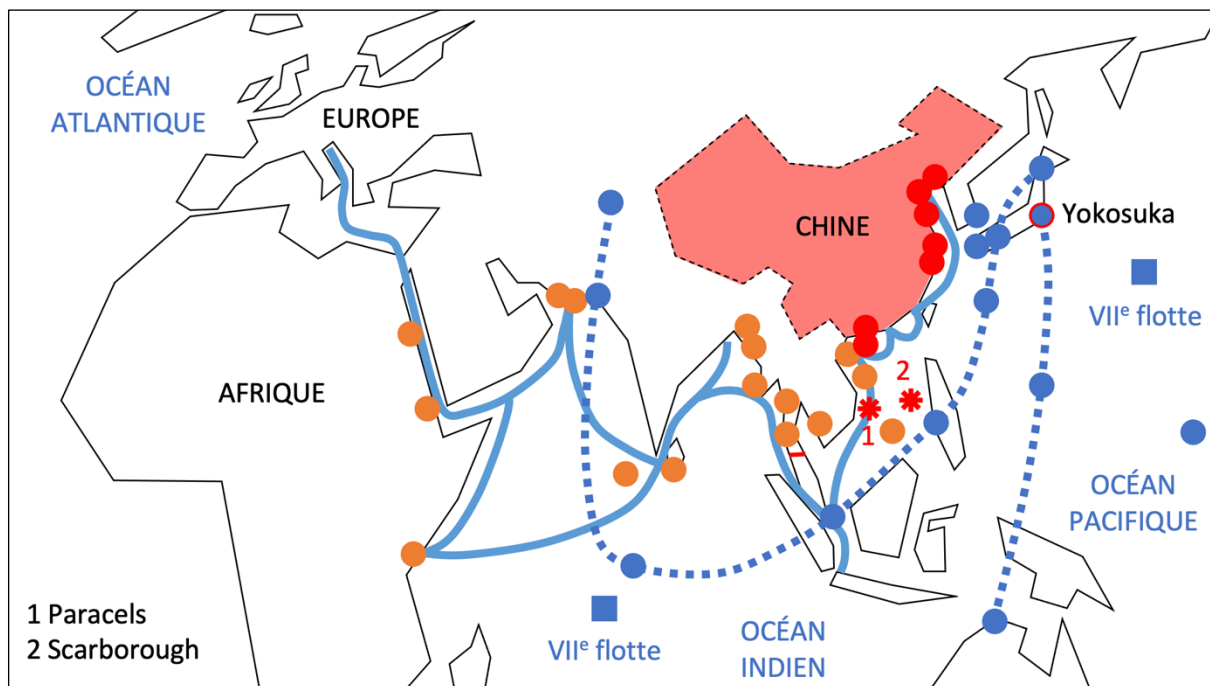 OCÉAN
ATLANTIQUE
EUROPE
CHINE
Yokosuka
VIIe flotte
AFRIQUE
2
1
OCÉAN
PACIFIQUE
1 Paracels
2 Scarborough
VIIe flotte
OCÉAN
INDIEN